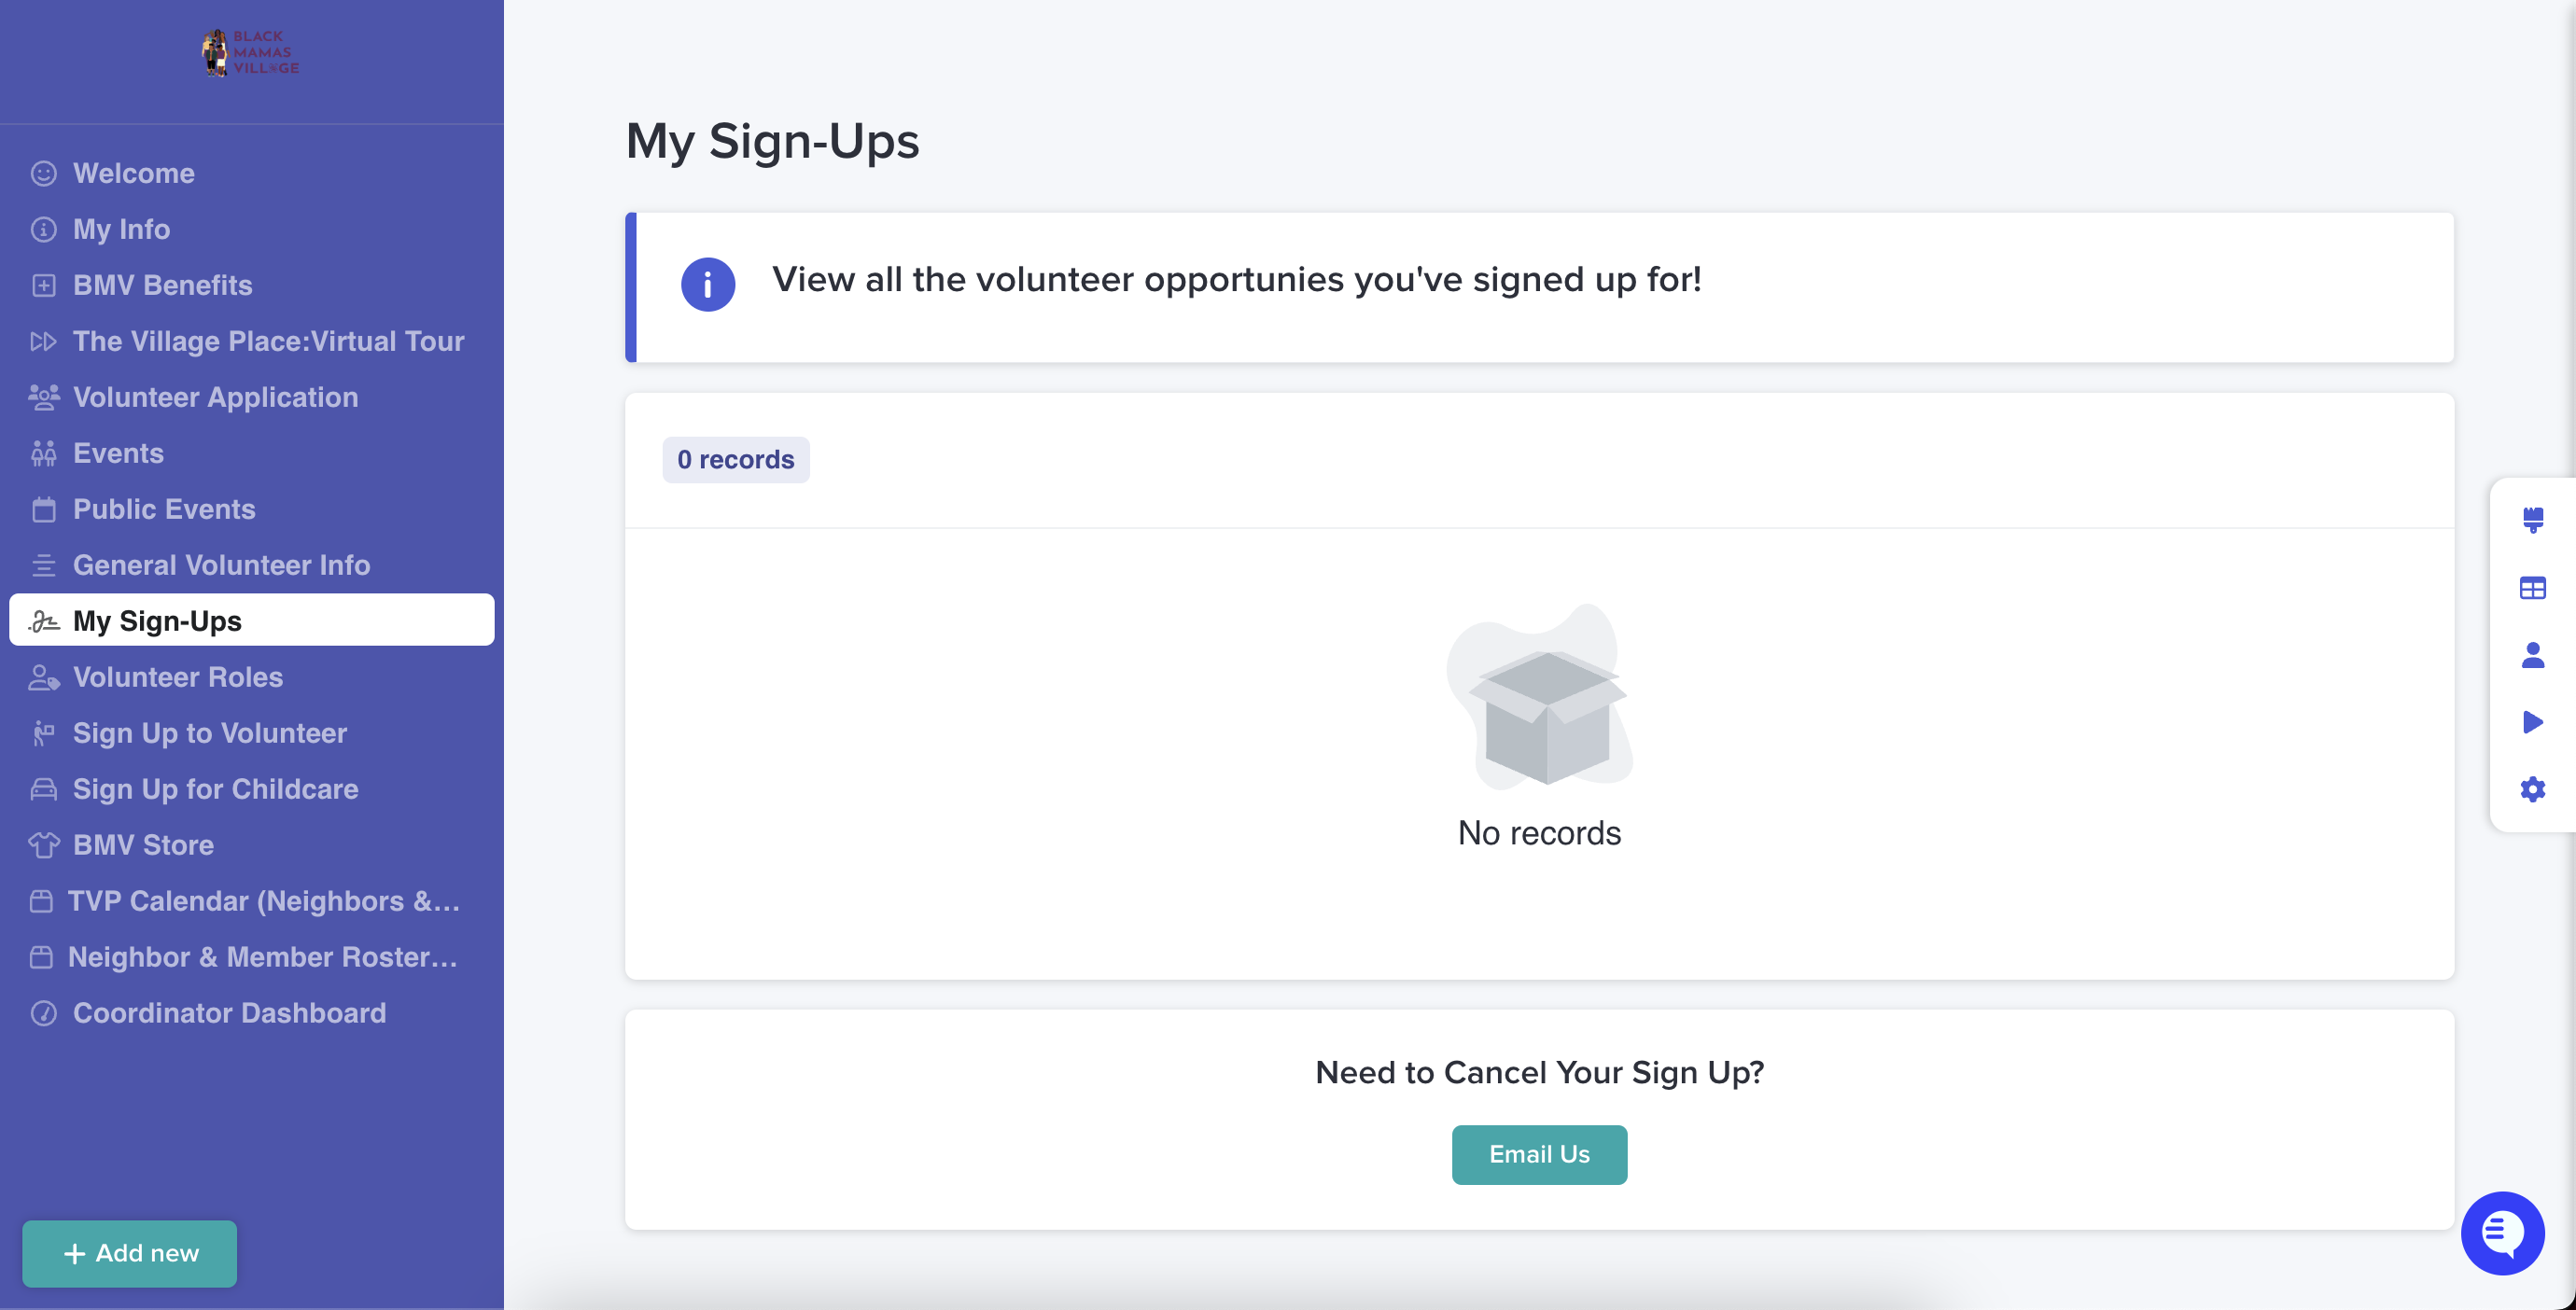 BLACK
MAMAS
VILLAGE
Welcome
My Info
BMV Benefits
The Village Place:Virtual Tour
Volunteer Application
Events
Public Events
General Volunteer Info
My Sign-Ups
Volunteer Roles
Sign Up to Volunteer
Sign Up for Childcare
BMV Store
TVP Calendar (Neighbors &...
Neighbor & Member Roster...
Coordinator Dashboard
Add new
My Sign-Ups
View all the volunteer opportunies you've signed up for!
0 records
No records
Need to Cancel Your Sign Up?
Email Us